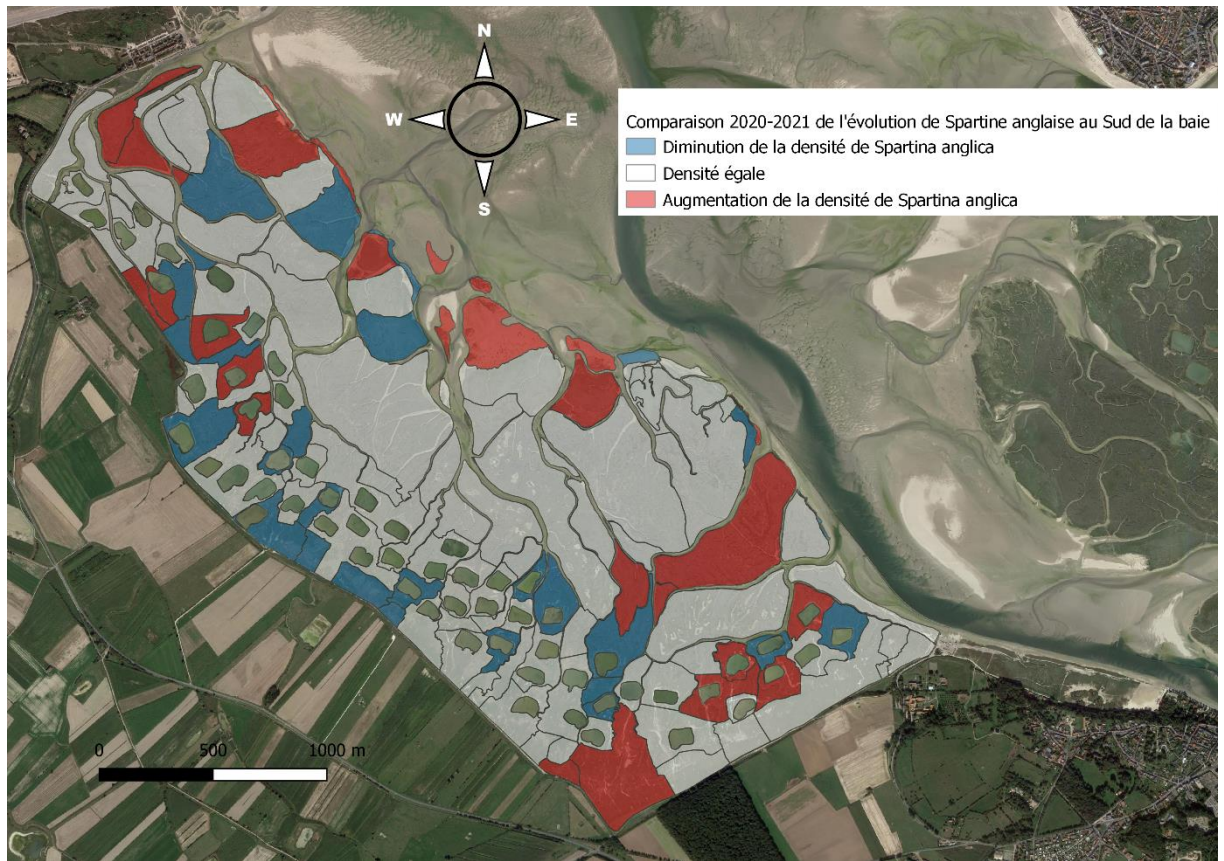 N
W
E
S
Comparaison 2020-2021 de l'évolution de Spartine anglaise au Sud de la baie
Diminution de la densité de Spartina anglica
Densité égale
Augmentation de la densité de Spartina anglica
0 500 1000 m